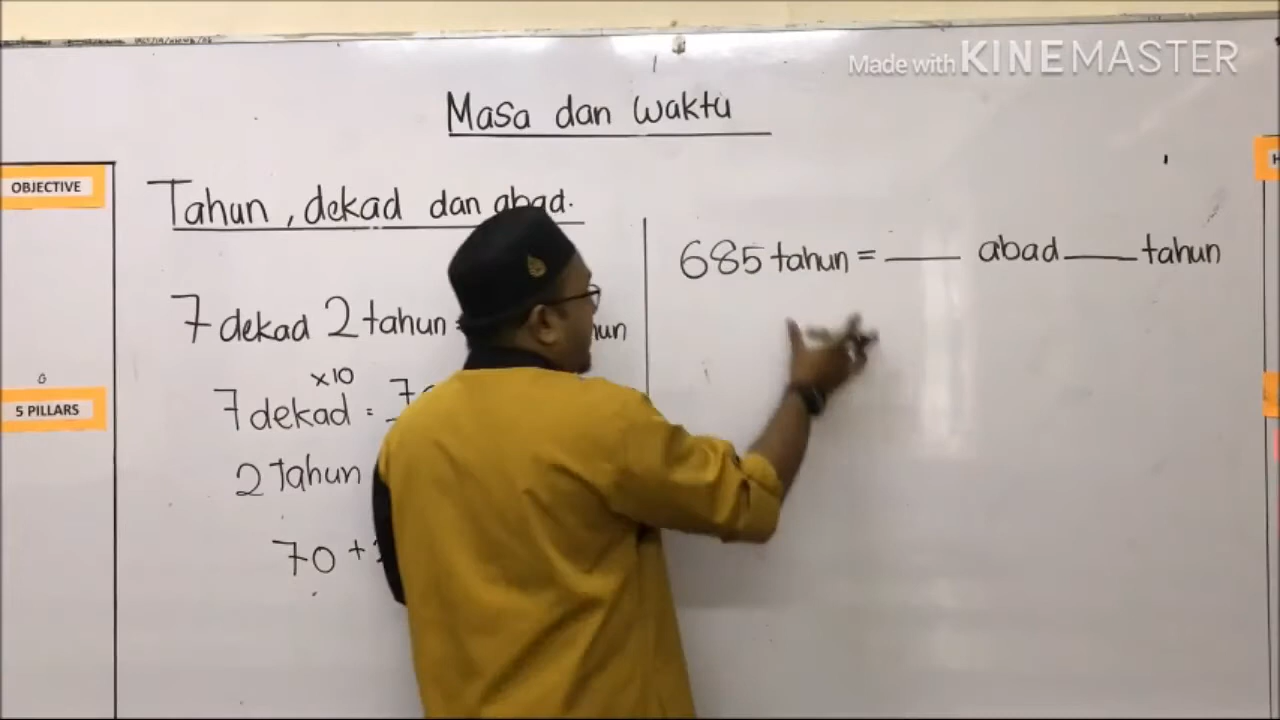 Made with KINEMASTER
Masa dan Waktu
OBJECTIVE
Tahun, dekad dan abad.
7 dekad 2 tahun
685 tahun = ____ abad ____ tahun
x10
7 dekad =
5 PILLARS
2 Tahun
70 +